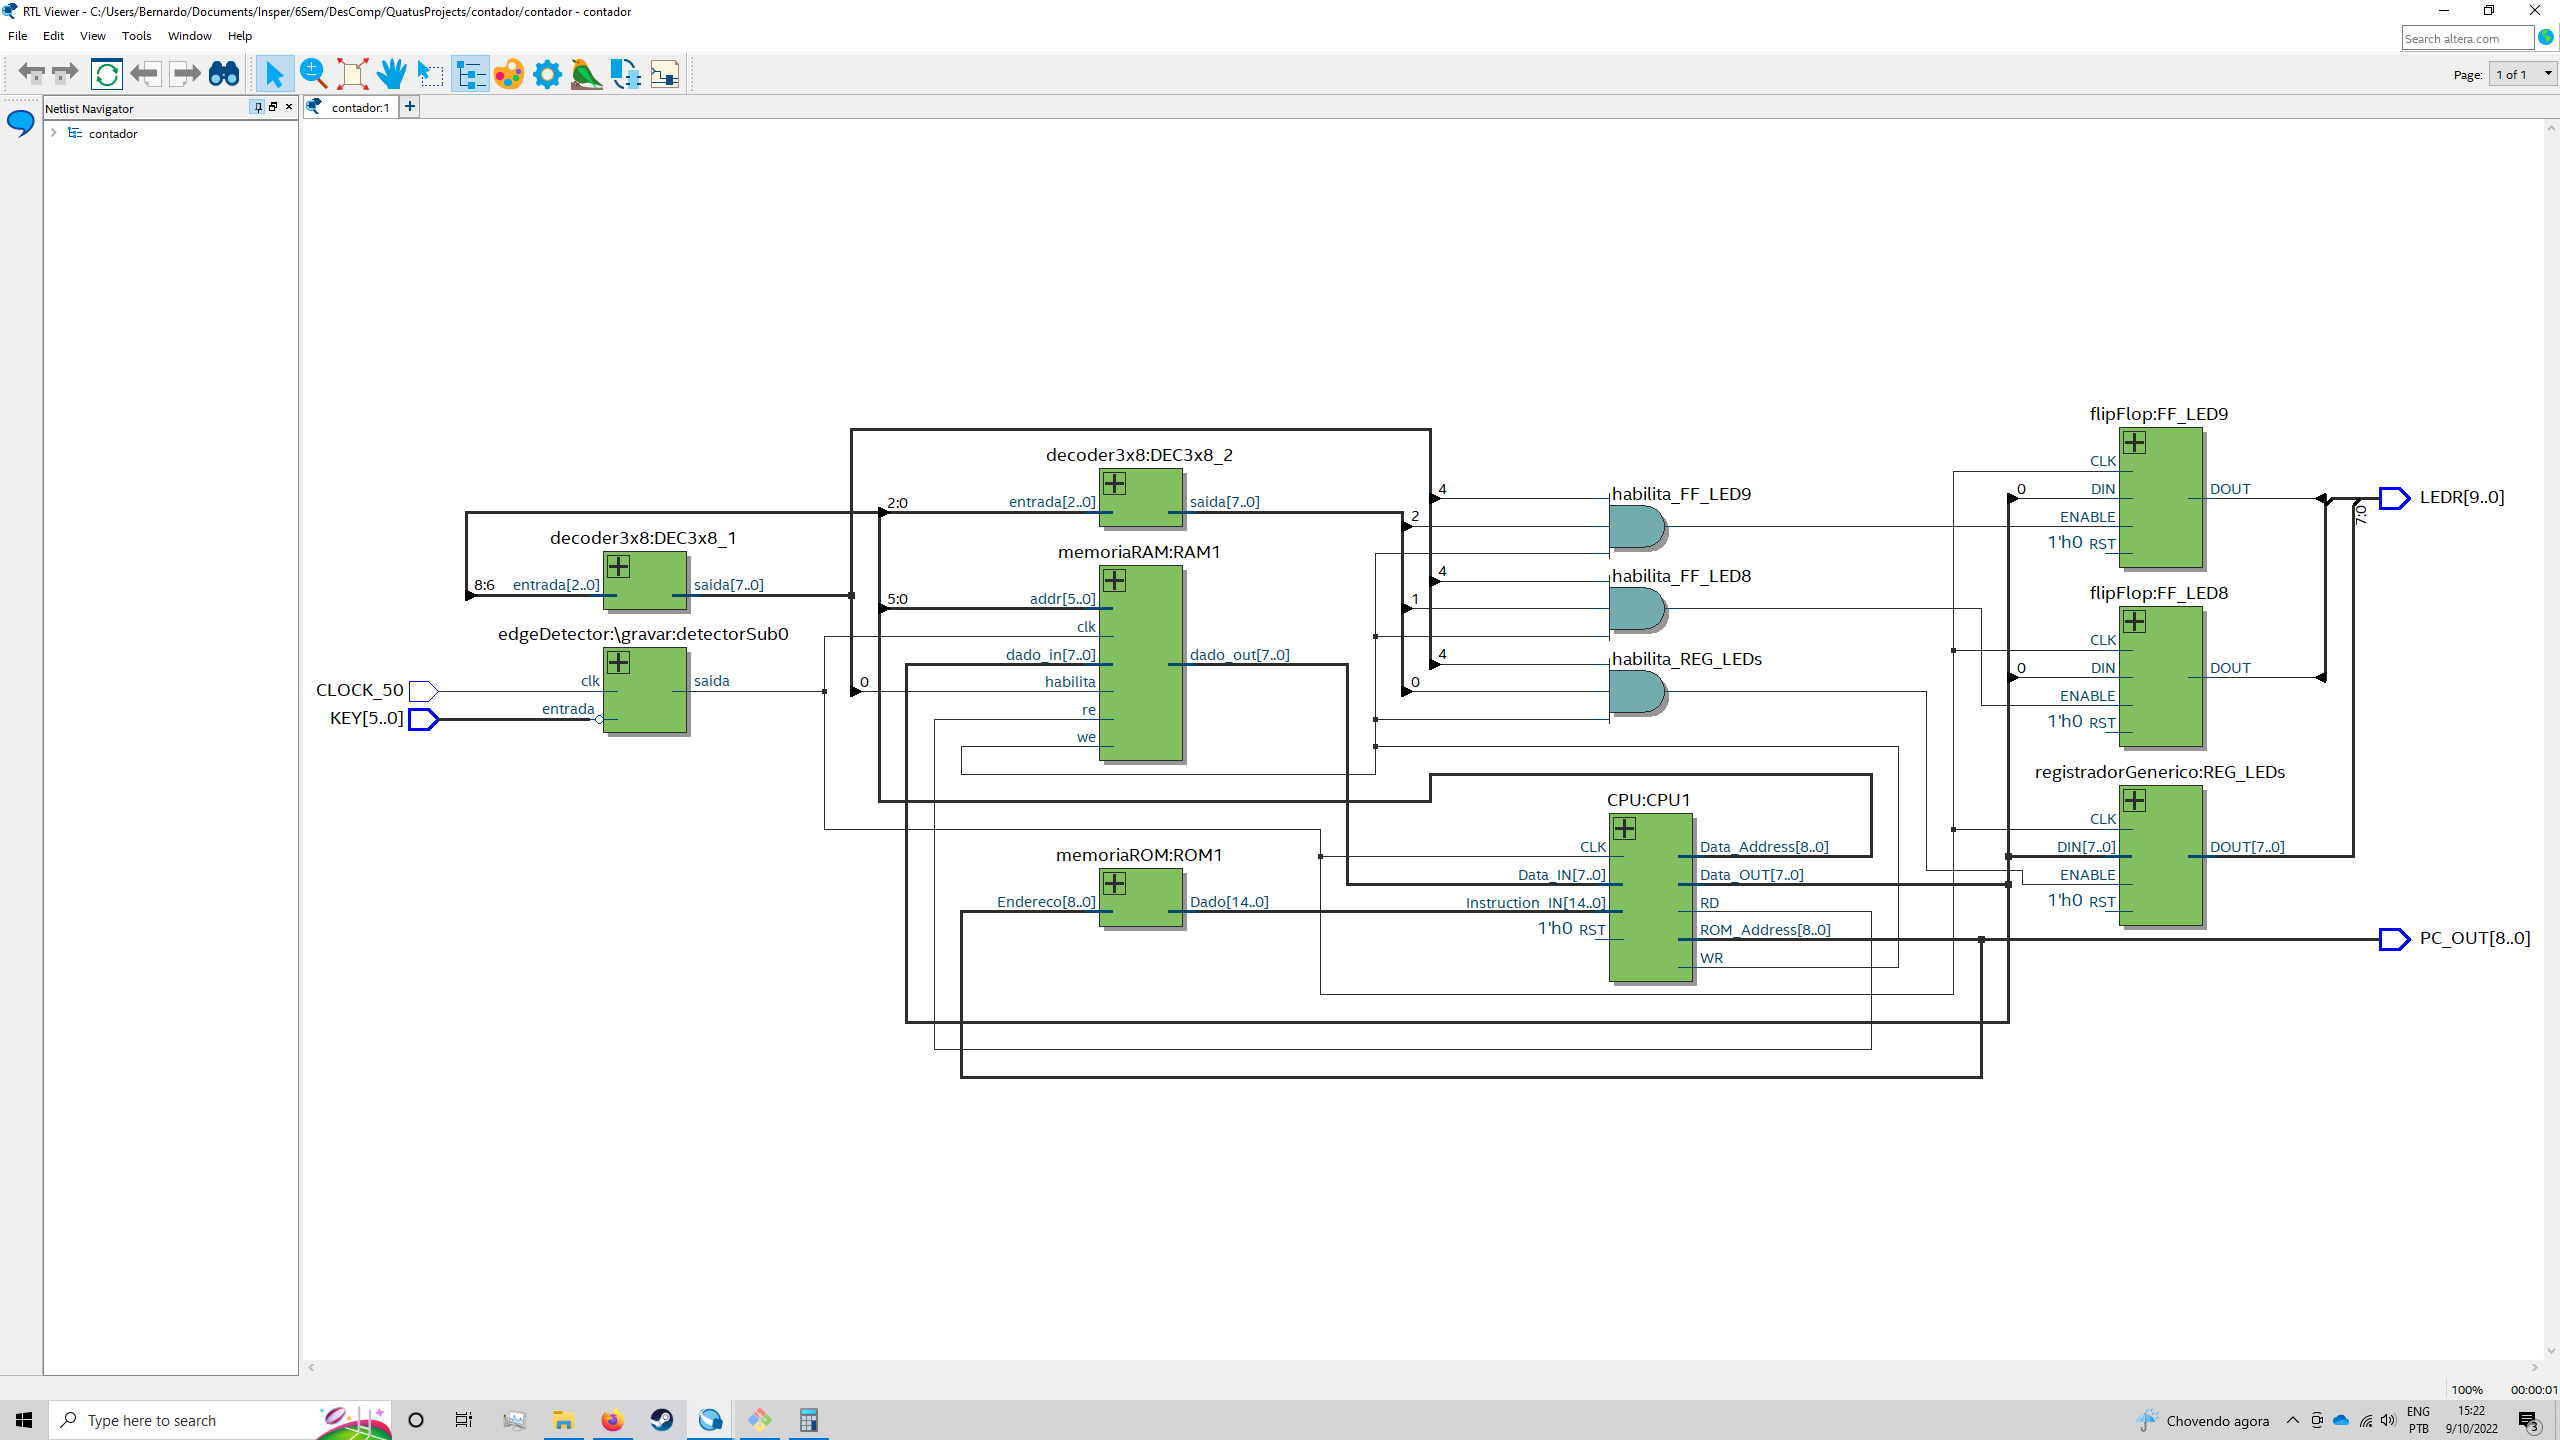 RTL Viewer - C:/Users/Bernardo/Documents/Insper/6Sem/DesComp/QuatusProjects/contador/contador - contador
File Edit View Tools Window Help
Search altera.com
Page: 1 of 1
Netlist Navigator
contador:1
contador
flipFlop:FF_LED9
CLK
DIN
ENABLE
1'h0 RST
DOUT
0
LEDR[9..0]
7:0
decoder3x8:DEC3x8_2
entrada[2..0]
saida[7..0]
2:0
habilita_FF_LED9
4
2
decoder3x8:DEC3x8_1
8:6
entrada[2..0]
saida[7..0]
memoriaRAM:RAM1
5:0
addr[5..0]
clk
dado_in[7..0]
habilita
re
we
dado_out[7..0]
0
habilita_FF_LED8
4
1
flipFlop:FF_LED8
CLK
DIN
ENABLE
1'h0 RST
DOUT
0
edgeDetector:\gravar:detectorSub0
clk
entrada
saida
CLOCK_50
KEY[5..0]
habilita_REG_LEDs
4
0
registradorGenerico:REG_LEDs
CLK
DIN[7..0]
ENABLE
1'h0 RST
DOUT[7..0]
CPU:CPU1
CLK
Data_IN[7..0]
Instruction_IN[14..0]
1'h0 RST
Data_Address[8..0]
Data_OUT[7..0]
RD
ROM_Address[8..0]
WR
memoriaROM:ROM1
Endereco[8..0]
Dado[14..0]
PC_OUT[8..0]
100% 00:00:01
Type here to search
Chovendo agora
ENG
PTB
15:22
9/10/2022
3